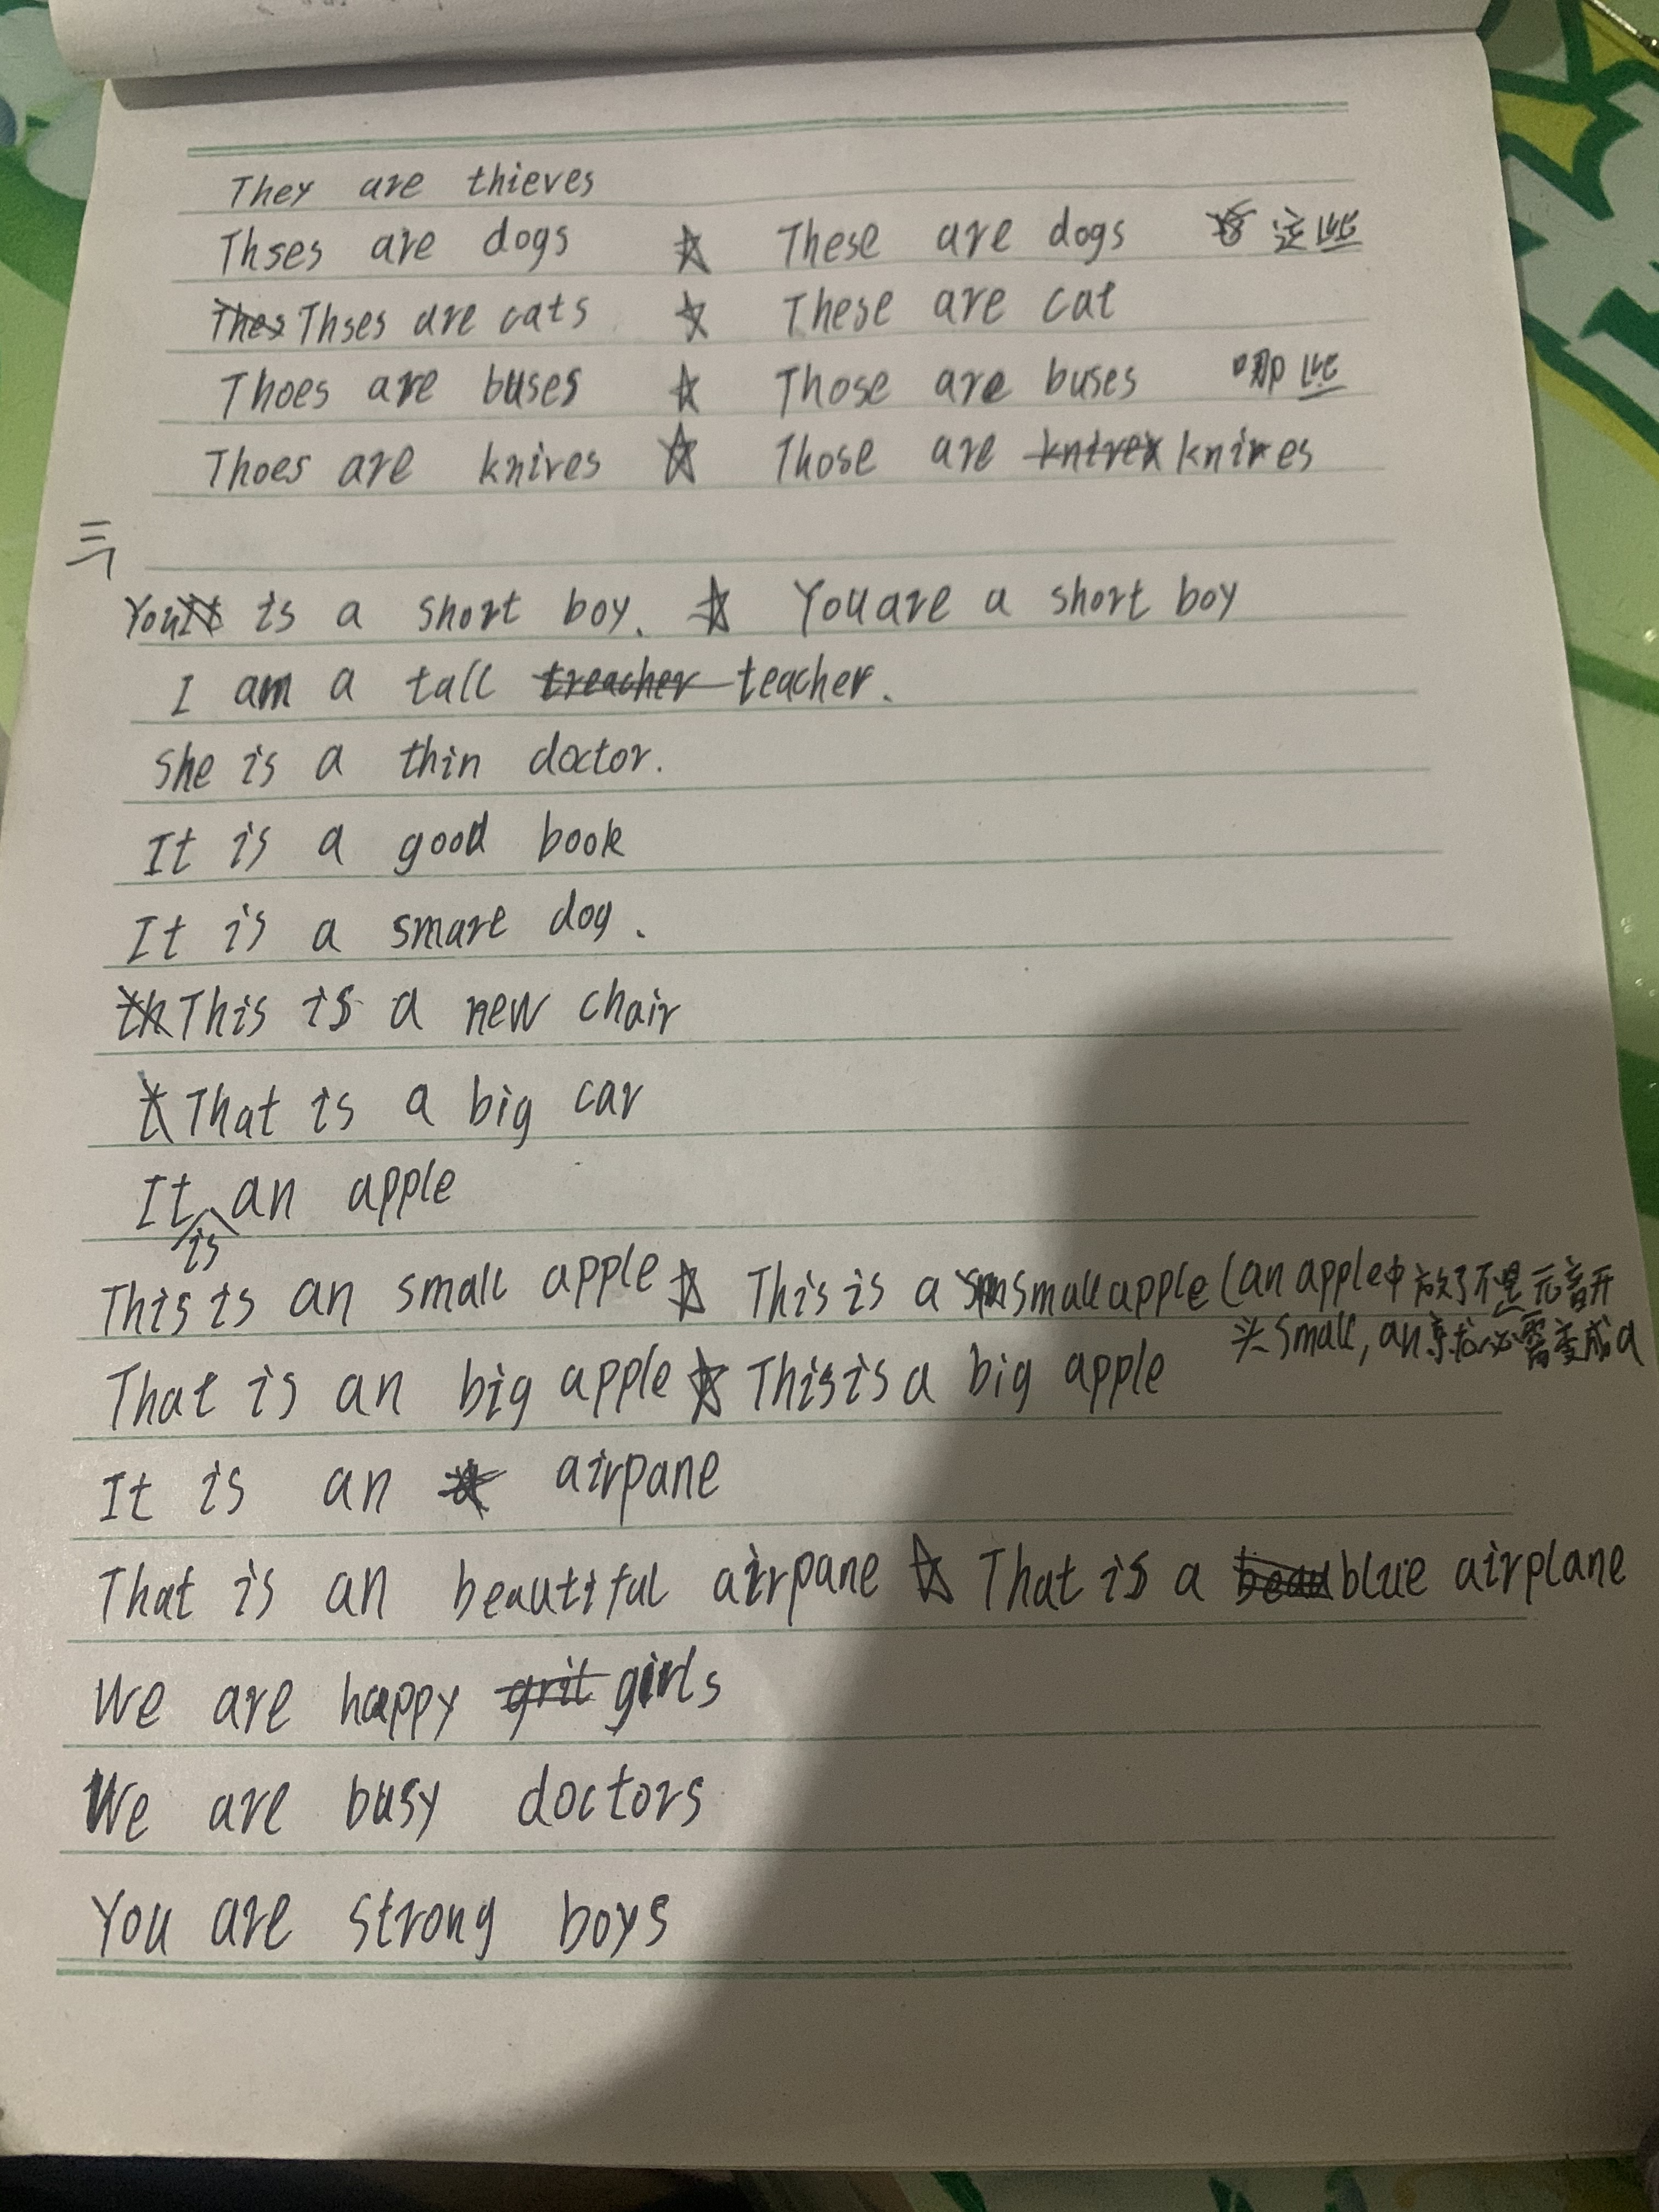 They are thieves
Thses are dogs ☆ These are dogs 这些
Thes Thses are cats ☆ These are cat
Thoes are buses ☆ Those are buses 那些
Thoes are knives ☆ Those are knives
三
You is a short boy. ☆ You are a short boy
I am a tall treacher teacher.
She is a thin doctor.
It is a good book
It is a smare dog.
th This is a new chair
t That is a big car
It is an apple
This is an small apple ☆ This is a small apple (an apple中放了不是元音开
头small, an 必需变成a
That is an big apple ☆ This is a big apple
It is an airpane
That is an beautiful airpane ☆ That is a beau blue airplane
We are happy grit girls
We are busy doctors
You are strong boys